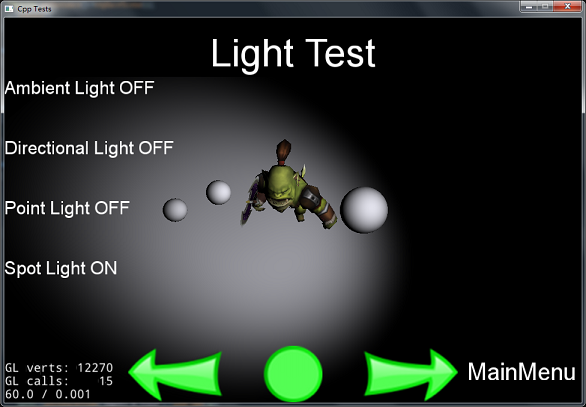 Cpp Tests
Light Test
Ambient Light OFF
Directional Light OFF
Point Light OFF
Spot Light ON
GL verts: 12270
GL calls: 15
60.0 / 0.001
MainMenu